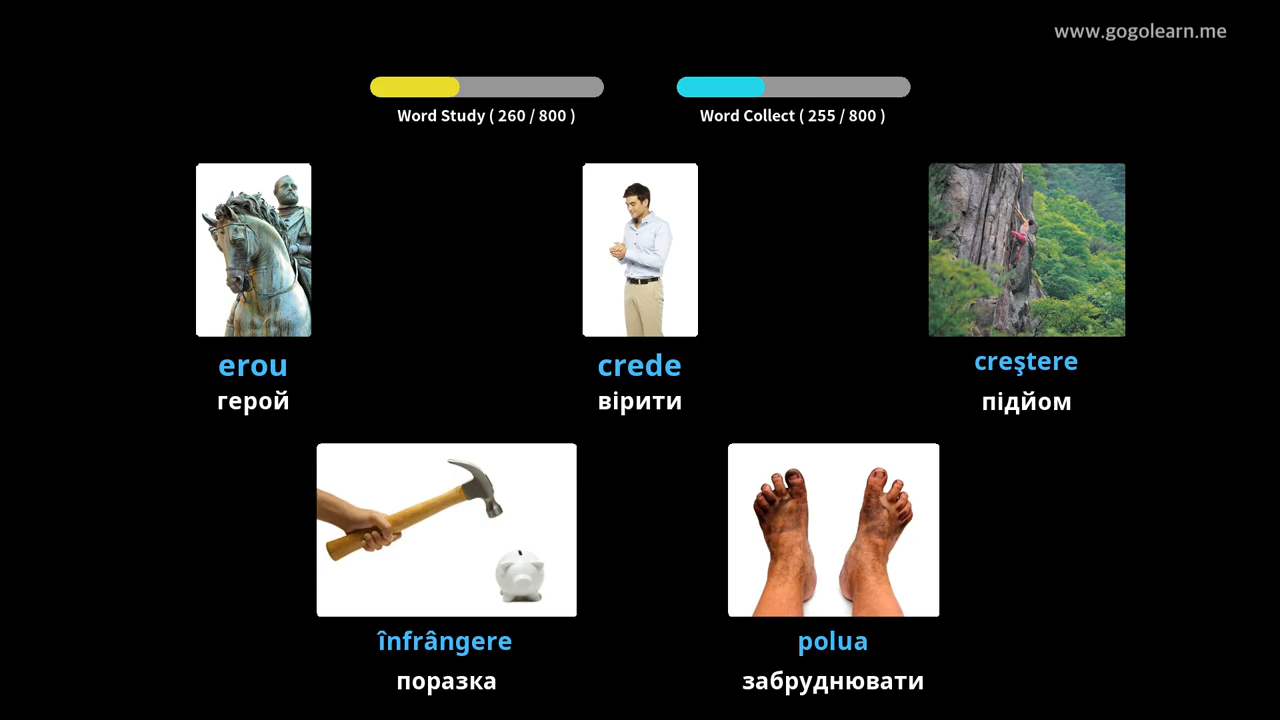 www.gogolearn.me
Word Study ( 260 / 800 )
Word Collect ( 255 / 800 )
erou
герой
crede
вірити
creştere
підйом
înfrângere
поразка
polua
забруднювати